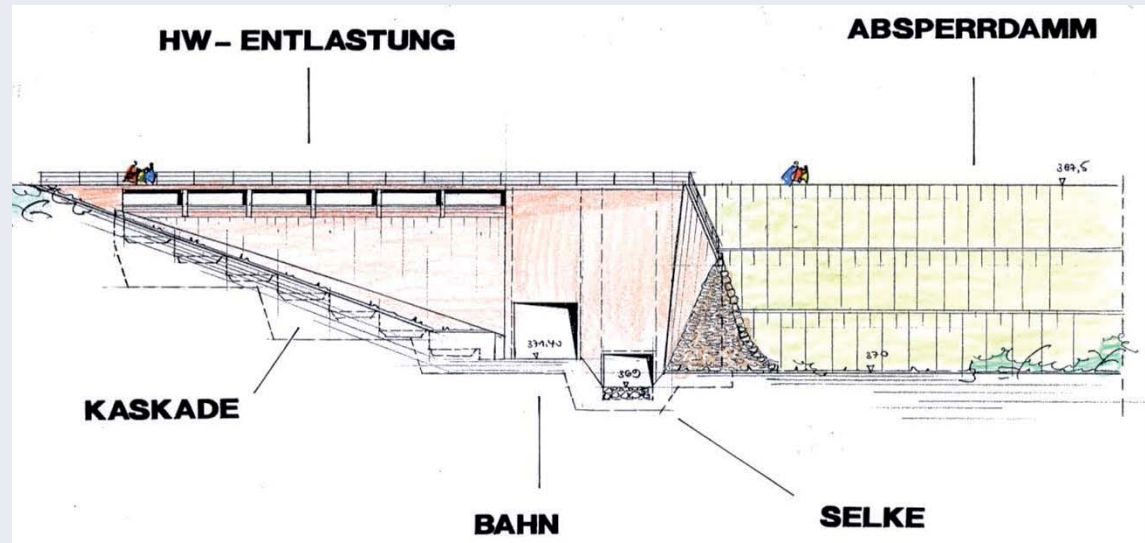 HW – ENTLASTUNG
ABSPERRDAMM
387,5
371.40
369
370
KASKADE
BAHN
SELKE